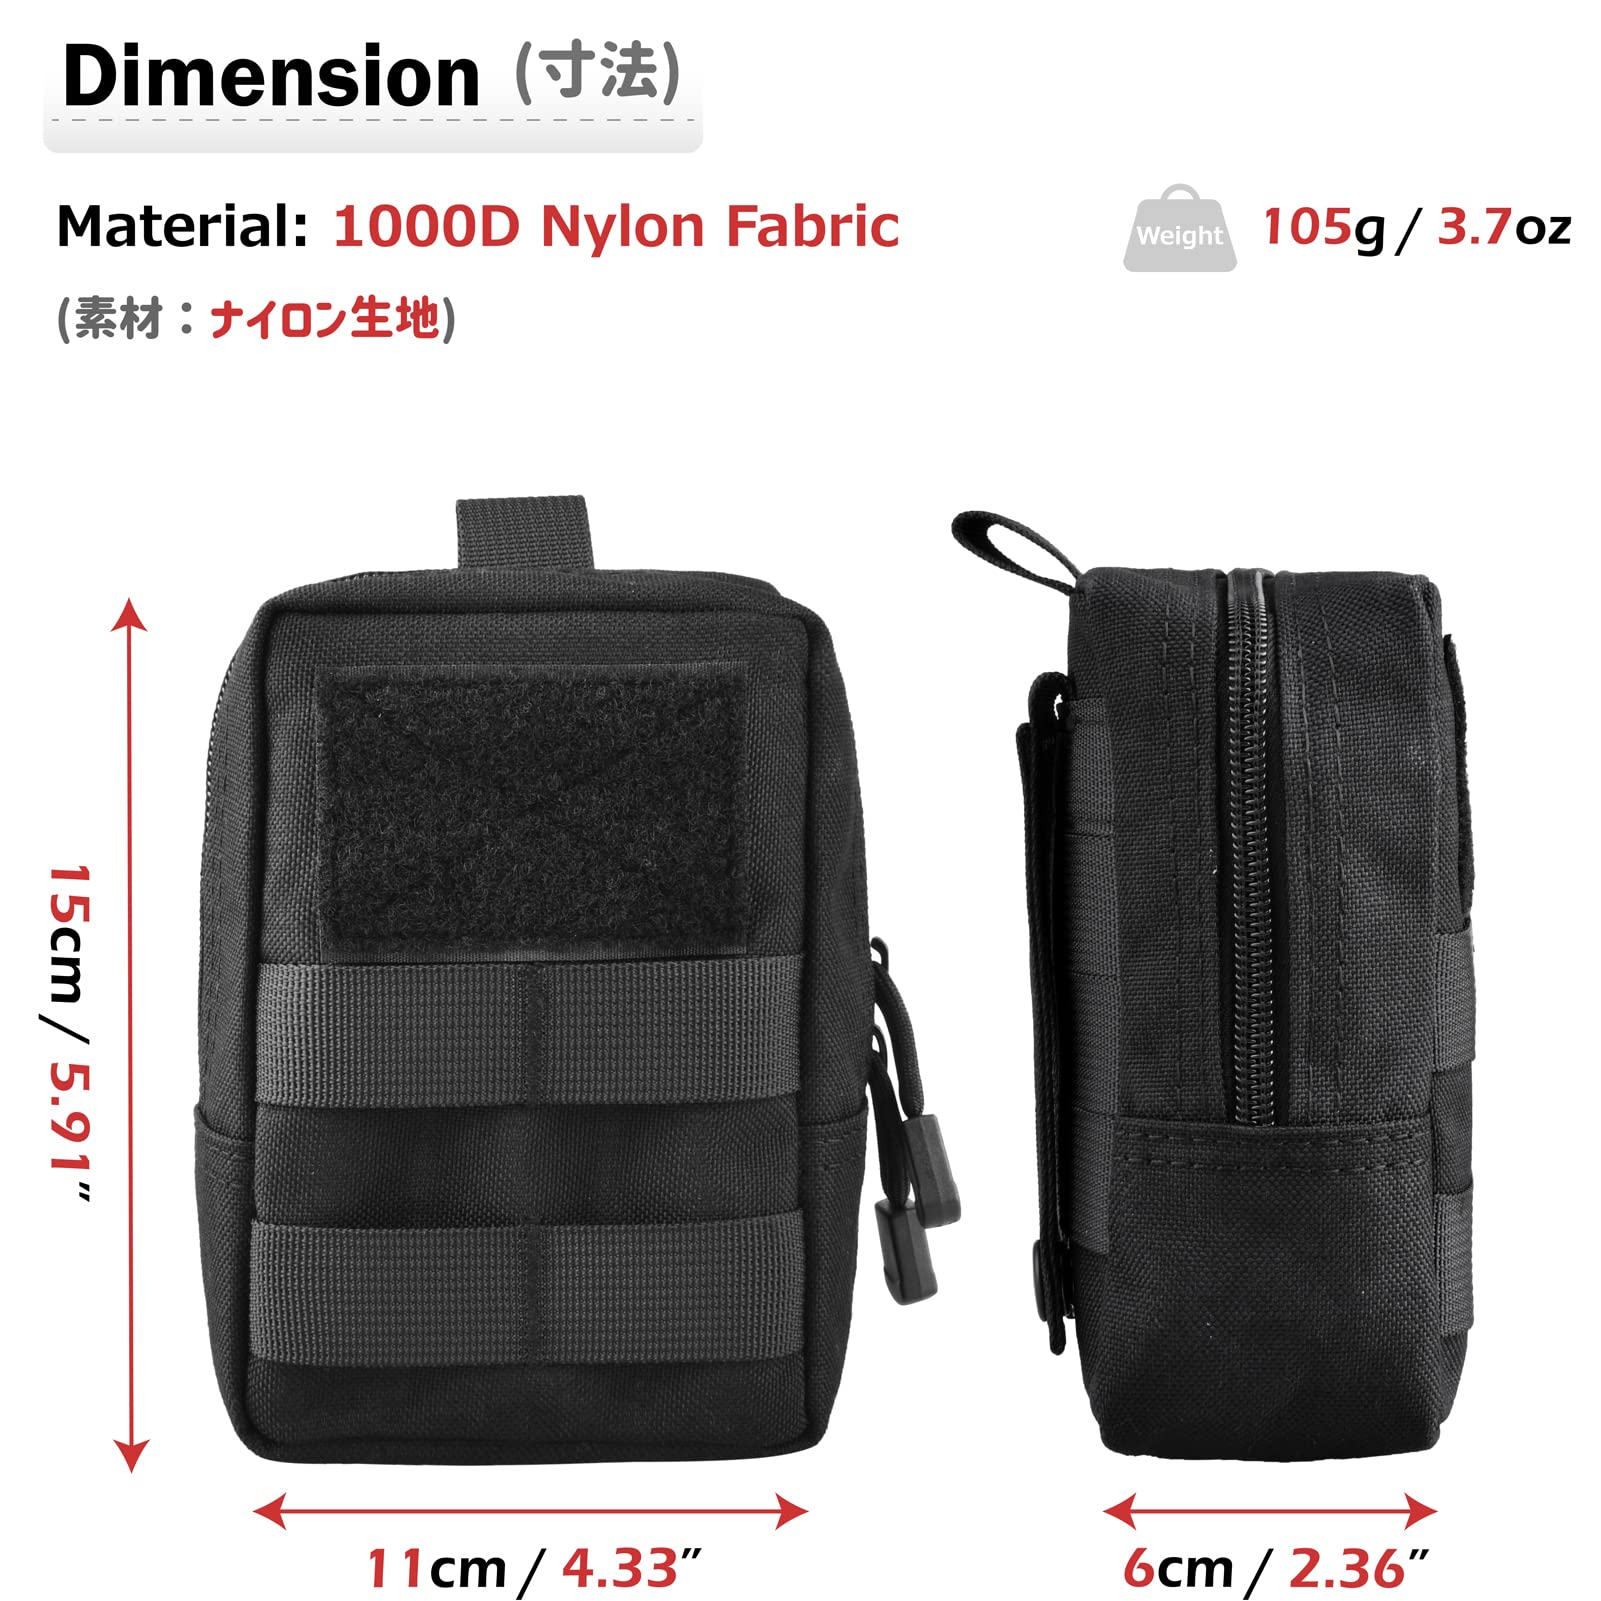 Dimension (寸法)
Material: 1000D Nylon Fabric
(素材：ナイロン生地)
Weight
105g / 3.7oz
15cm / 5.91”
11cm / 4.33”
6cm / 2.36”